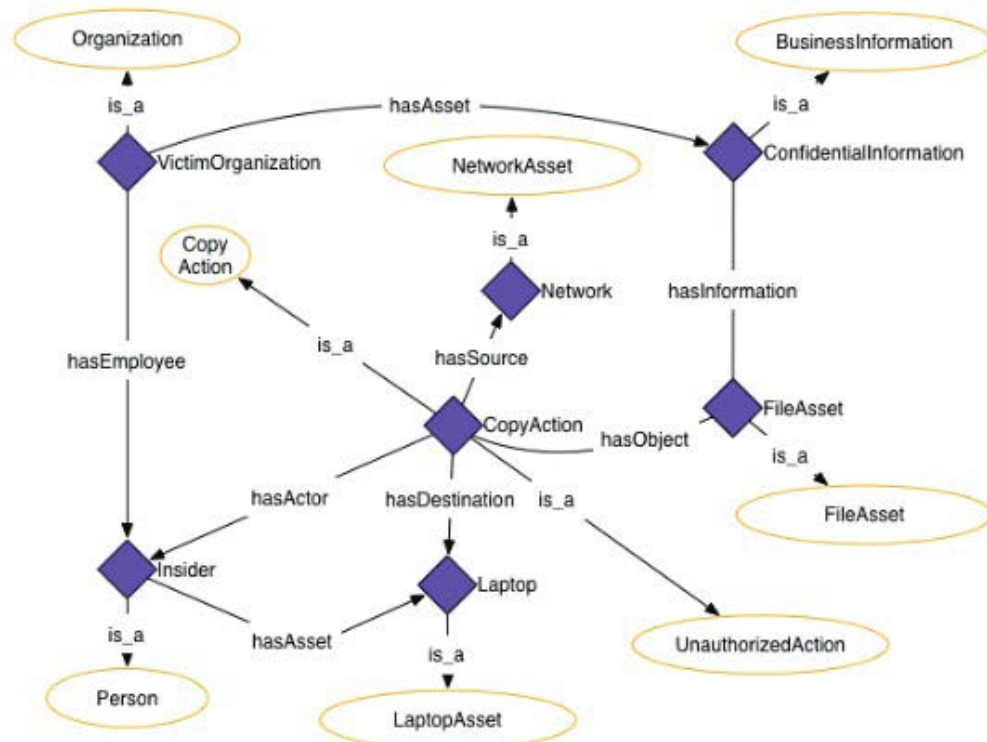 Organization
BusinessInformation
is_a
hasAsset
is_a
VictimOrganization
NetworkAsset
ConfidentialInformation
Copy
Action
is_a
Network
hasInformation
is_a
hasEmployee
hasSource
FileAsset
CopyAction
hasObject
is_a
hasActor
hasDestination
is_a
FileAsset
Insider
Laptop
is_a
hasAsset
is_a
UnauthorizedAction
Person
LaptopAsset